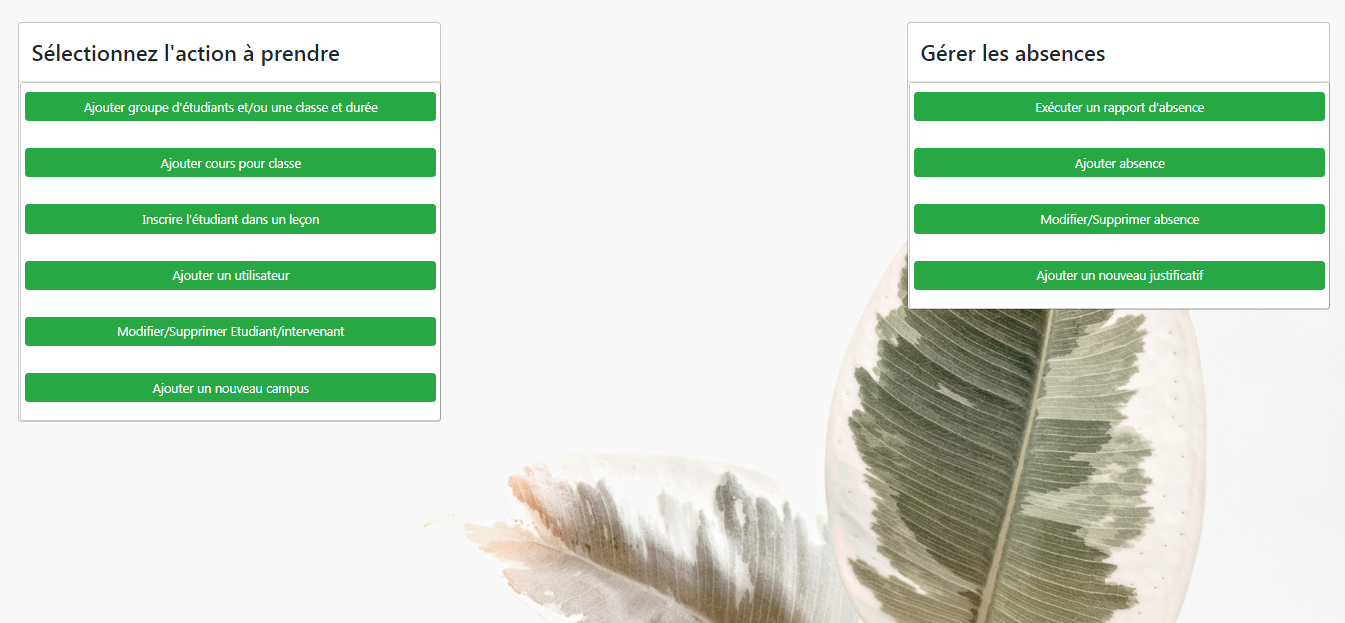 Sélectionnez l'action à prendre
Ajouter groupe d'étudiants et/ou une classe et durée
Ajouter cours pour classe
Inscrire l'étudiant dans un leçon
Ajouter un utilisateur
Modifier/Supprimer Etudiant/intervenant
Ajouter un nouveau campus
Gérer les absences
Exécuter un rapport d'absence
Ajouter absence
Modifier/Supprimer absence
Ajouter un nouveau justificatif